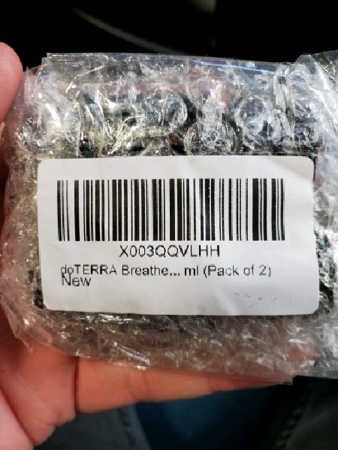 X003QQVLHH
doTERRA Breathe... ml (Pack of 2)
New